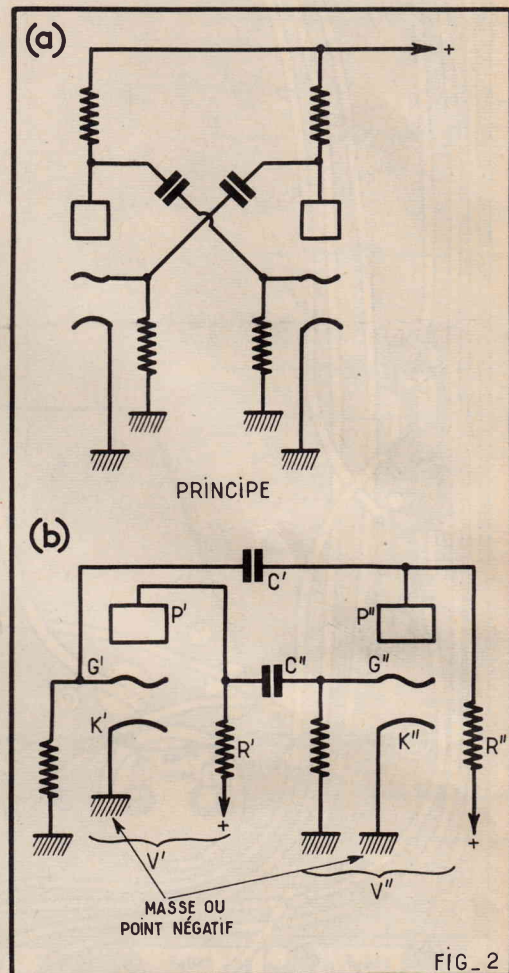 (a)
+
PRINCIPE
(b)
C'
P'
P"
G'
C"
G"
K'
R'
K"
R"
+
+
V'
V"
MASSE OU
POINT NÉGATIF
FIG_2